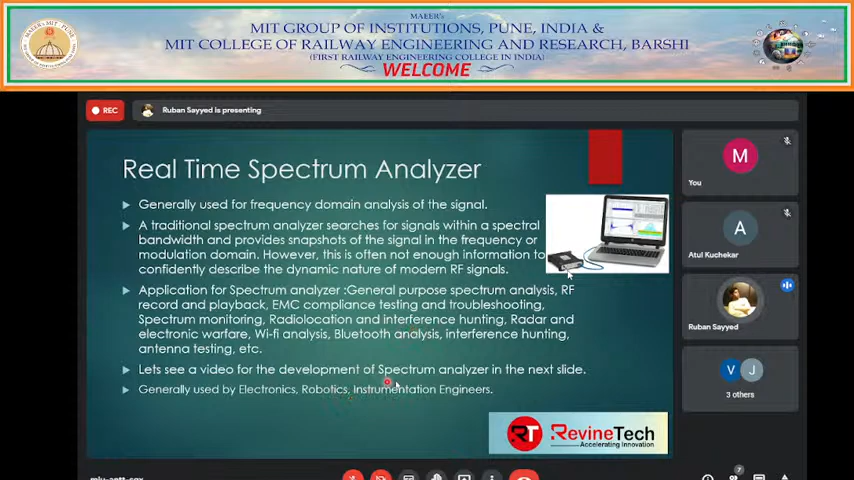 MAEER's
MIT GROUP OF INSTITUTIONS, PUNE, INDIA &
MIT COLLEGE OF RAILWAY ENGINEERING AND RESEARCH, BARSHI
(FIRST RAILWAY ENGINEERING COLLEGE IN INDIA)
WELCOME
REC
Ruban Sayyed is presenting
Real Time Spectrum Analyzer
Generally used for frequency domain analysis of the signal.
A traditional spectrum analyzer searches for signals within a spectral
bandwidth and provides snapshots of the signal in the frequency or
modulation domain. However, this is often not enough information to
confidently describe the dynamic nature of modern RF signals.
Application for Spectrum analyzer :General purpose spectrum analysis, RF
record and playback, EMC compliance testing and troubleshooting,
Spectrum monitoring, Radiolocation and interference hunting, Radar and
electronic warfare, Wi-fi analysis, Bluetooth analysis, interference hunting,
antenna testing, etc.
Lets see a video for the development of Spectrum analyzer in the next slide.
Generally used by Electronics, Robotics, Instrumentation Engineers.
RT RevineTech
Accelerating Innovation
M
You
A
Atul Kuchekar
Ruban Sayyed
V J
3 others
7